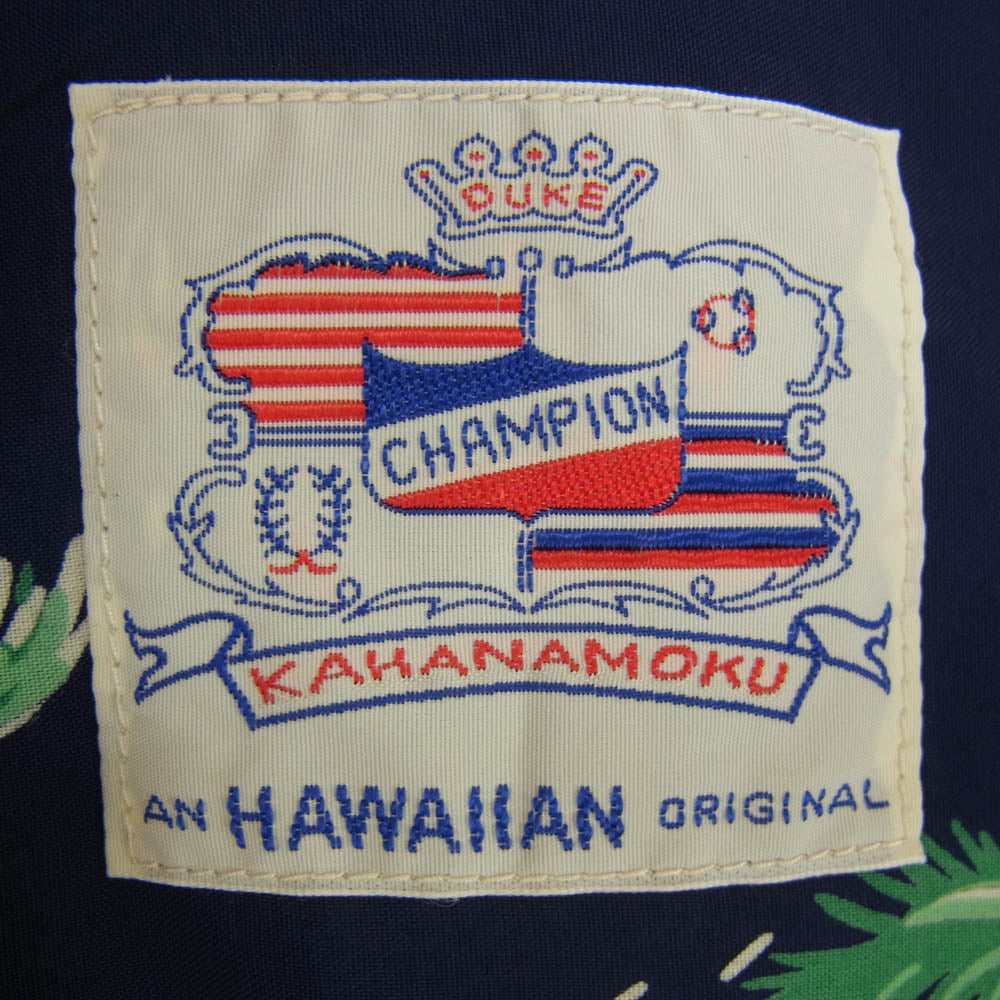 DUKE
CHAMPION
KAHANAMOKU
AN HAWAIIAN ORIGINAL